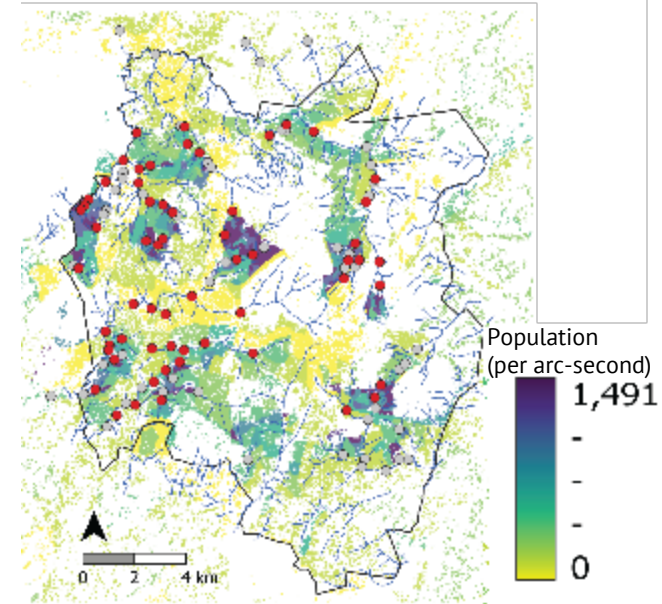 Population
(per arc-second)
1,491
-
-
-
0
0 2 4 km